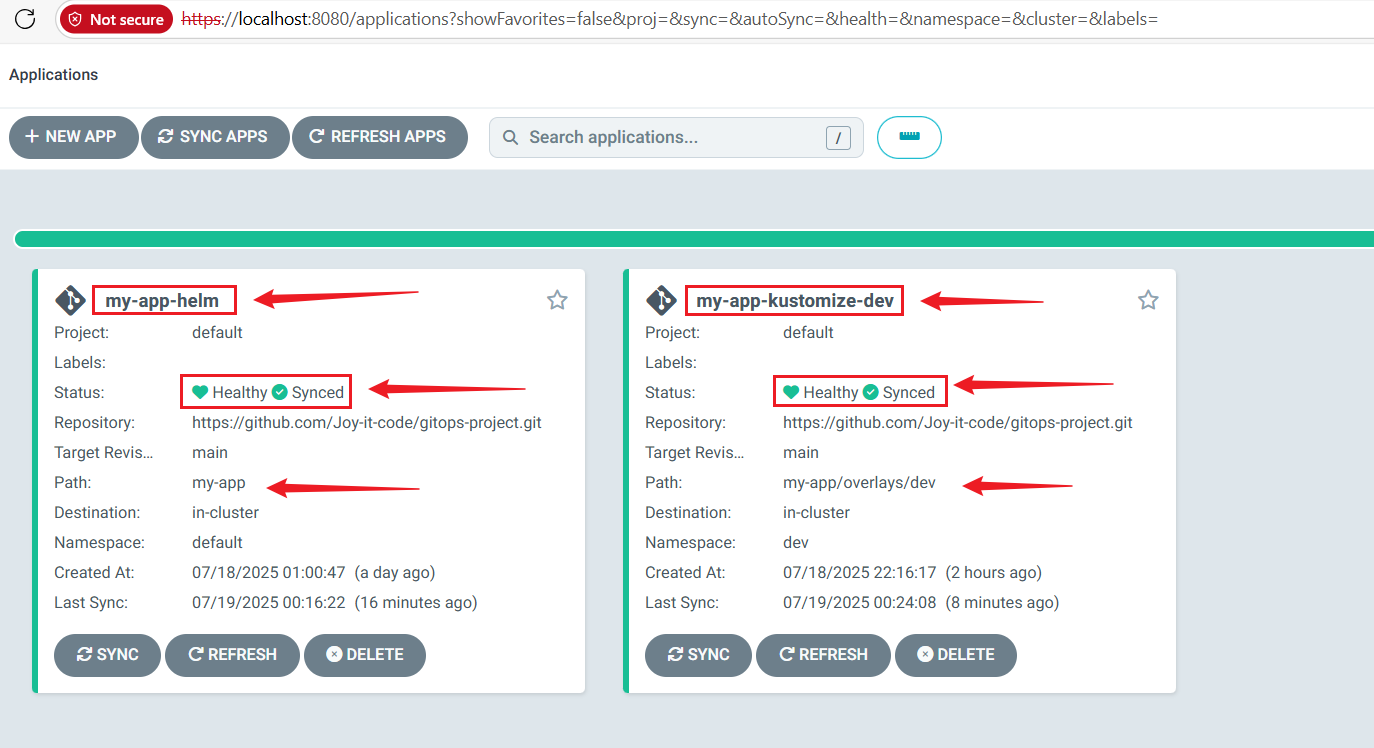 Not secure https://localhost:8080/applications?showFavorites=false&proj=&sync=&autoSync=&health=&namespace=&cluster=&labels=
Applications
+ NEW APP SYNC APPS REFRESH APPS Search applications... /
my-app-helm
Project: default
Labels:
Status: Healthy Synced
Repository: https://github.com/Joy-it-code/gitops-project.git
Target Revis... main
Path: my-app
Destination: in-cluster
Namespace: default
Created At: 07/18/2025 01:00:47 (a day ago)
Last Sync: 07/19/2025 00:16:22 (16 minutes ago)
SYNC REFRESH DELETE
my-app-kustomize-dev
Project: default
Labels:
Status: Healthy Synced
Repository: https://github.com/Joy-it-code/gitops-project.git
Target Revis... main
Path: my-app/overlays/dev
Destination: in-cluster
Namespace: dev
Created At: 07/18/2025 22:16:17 (2 hours ago)
Last Sync: 07/19/2025 00:24:08 (8 minutes ago)
SYNC REFRESH DELETE